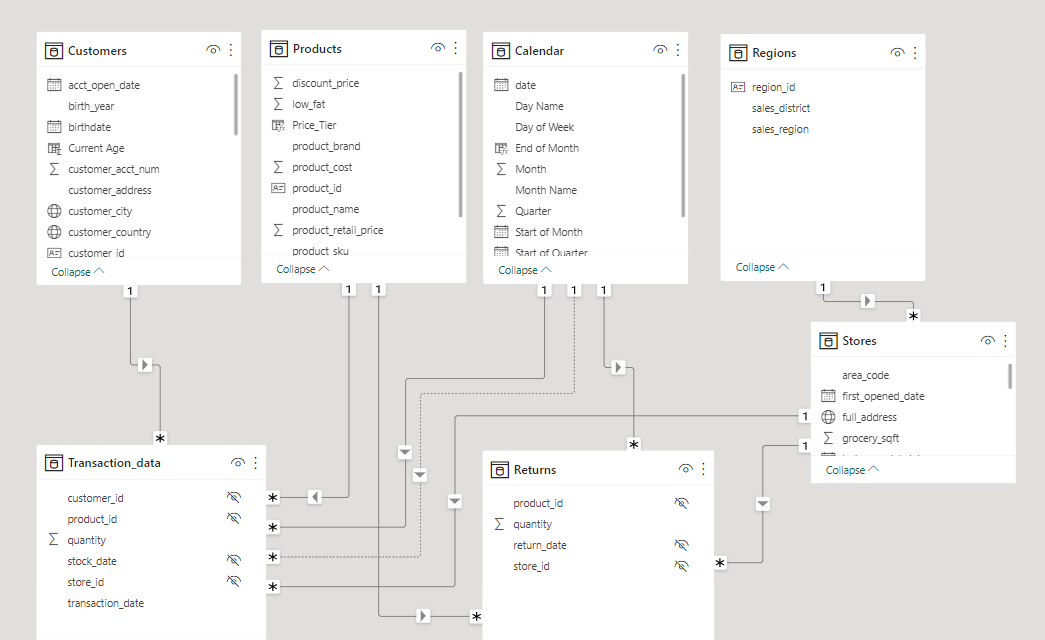 Customers
acct_open_date
birth_year
birthdate
Current Age
customer_acct_num
customer_address
customer_city
customer_country
customer_id
Collapse
Products
discount_price
low_fat
Price_Tier
product_brand
product_cost
product_id
product_name
product_retail_price
product_sku
Collapse
Calendar
date
Day Name
Day of Week
End of Month
Month
Month Name
Quarter
Start of Month
Start of Quarter
Collapse
Regions
region_id
sales_district
sales_region
Collapse
1
1
1
1
1
1
1
*
Stores
area_code
first_opened_date
full_address
grocery_sqft
Collapse
1
1
*
*
Transaction_data
customer_id
product_id
quantity
stock_date
store_id
transaction_date
*
*
*
*
Returns
product_id
quantity
return_date
store_id
*
*